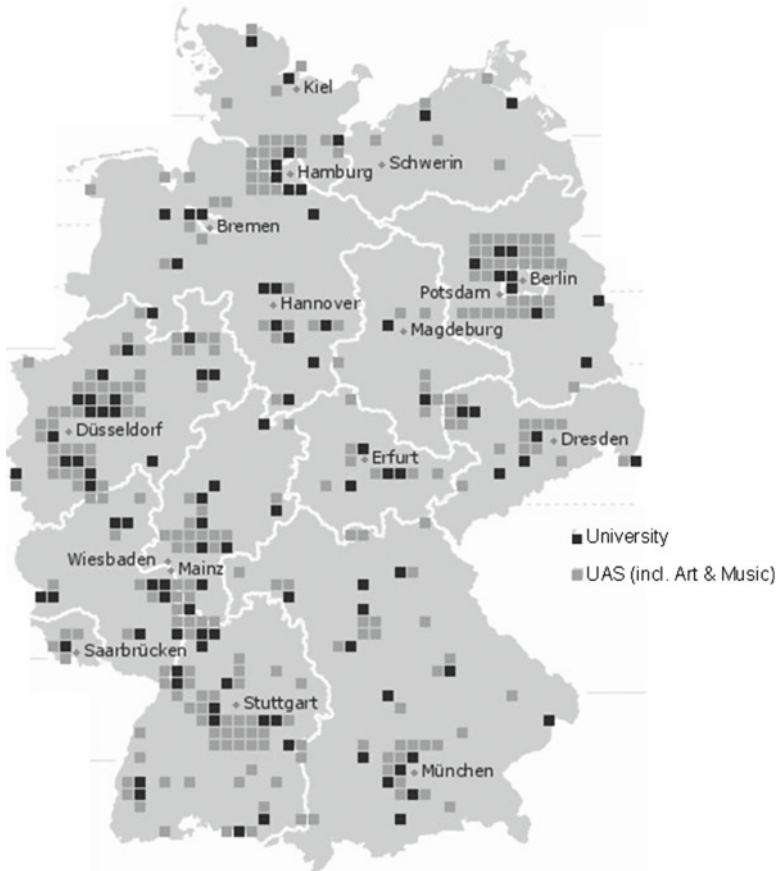 Kiel
Schwerin
Hamburg
Bremen
Berlin
Potsdam
Hannover
Magdeburg
Düsseldorf
Dresden
Erfurt
University
Wiesbaden
Mainz
UAS (incl. Art & Music)
Saarbrücken
Stuttgart
München